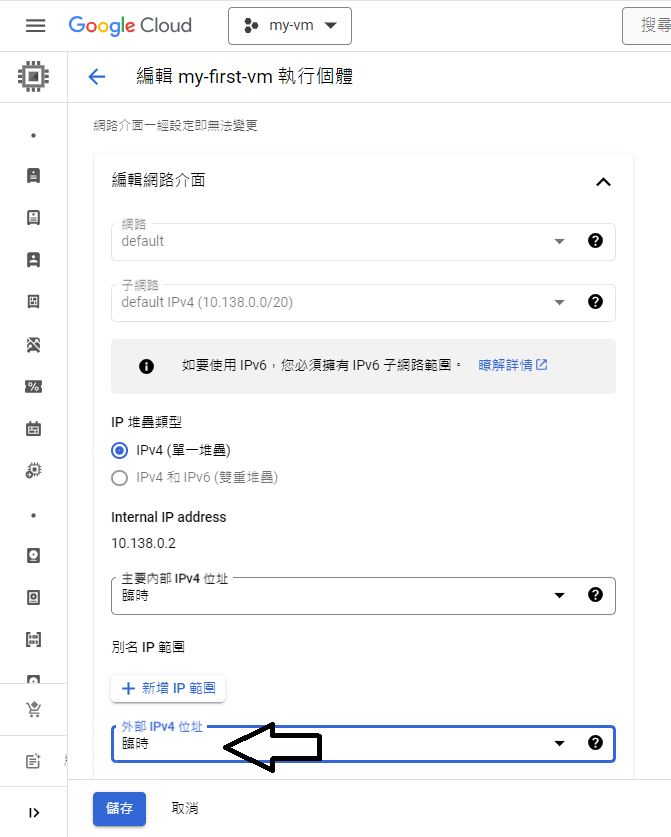 Google Cloud
my-vm
搜尋
編輯 my-first-vm 執行個體
網路介面一經設定即無法變更
編輯網路介面
網路
default
子網路
default IPv4 (10.138.0.0/20)
如要使用 IPv6，您必須擁有 IPv6 子網路範圍。 瞭解詳情
IP 堆疊類型
IPv4 (單一堆疊)
IPv4 和 IPv6 (雙重堆疊)
Internal IP address
10.138.0.2
主要內部 IPv4 位址
臨時
別名 IP 範圍
新增 IP 範圍
外部 IPv4 位址
臨時
儲存
取消